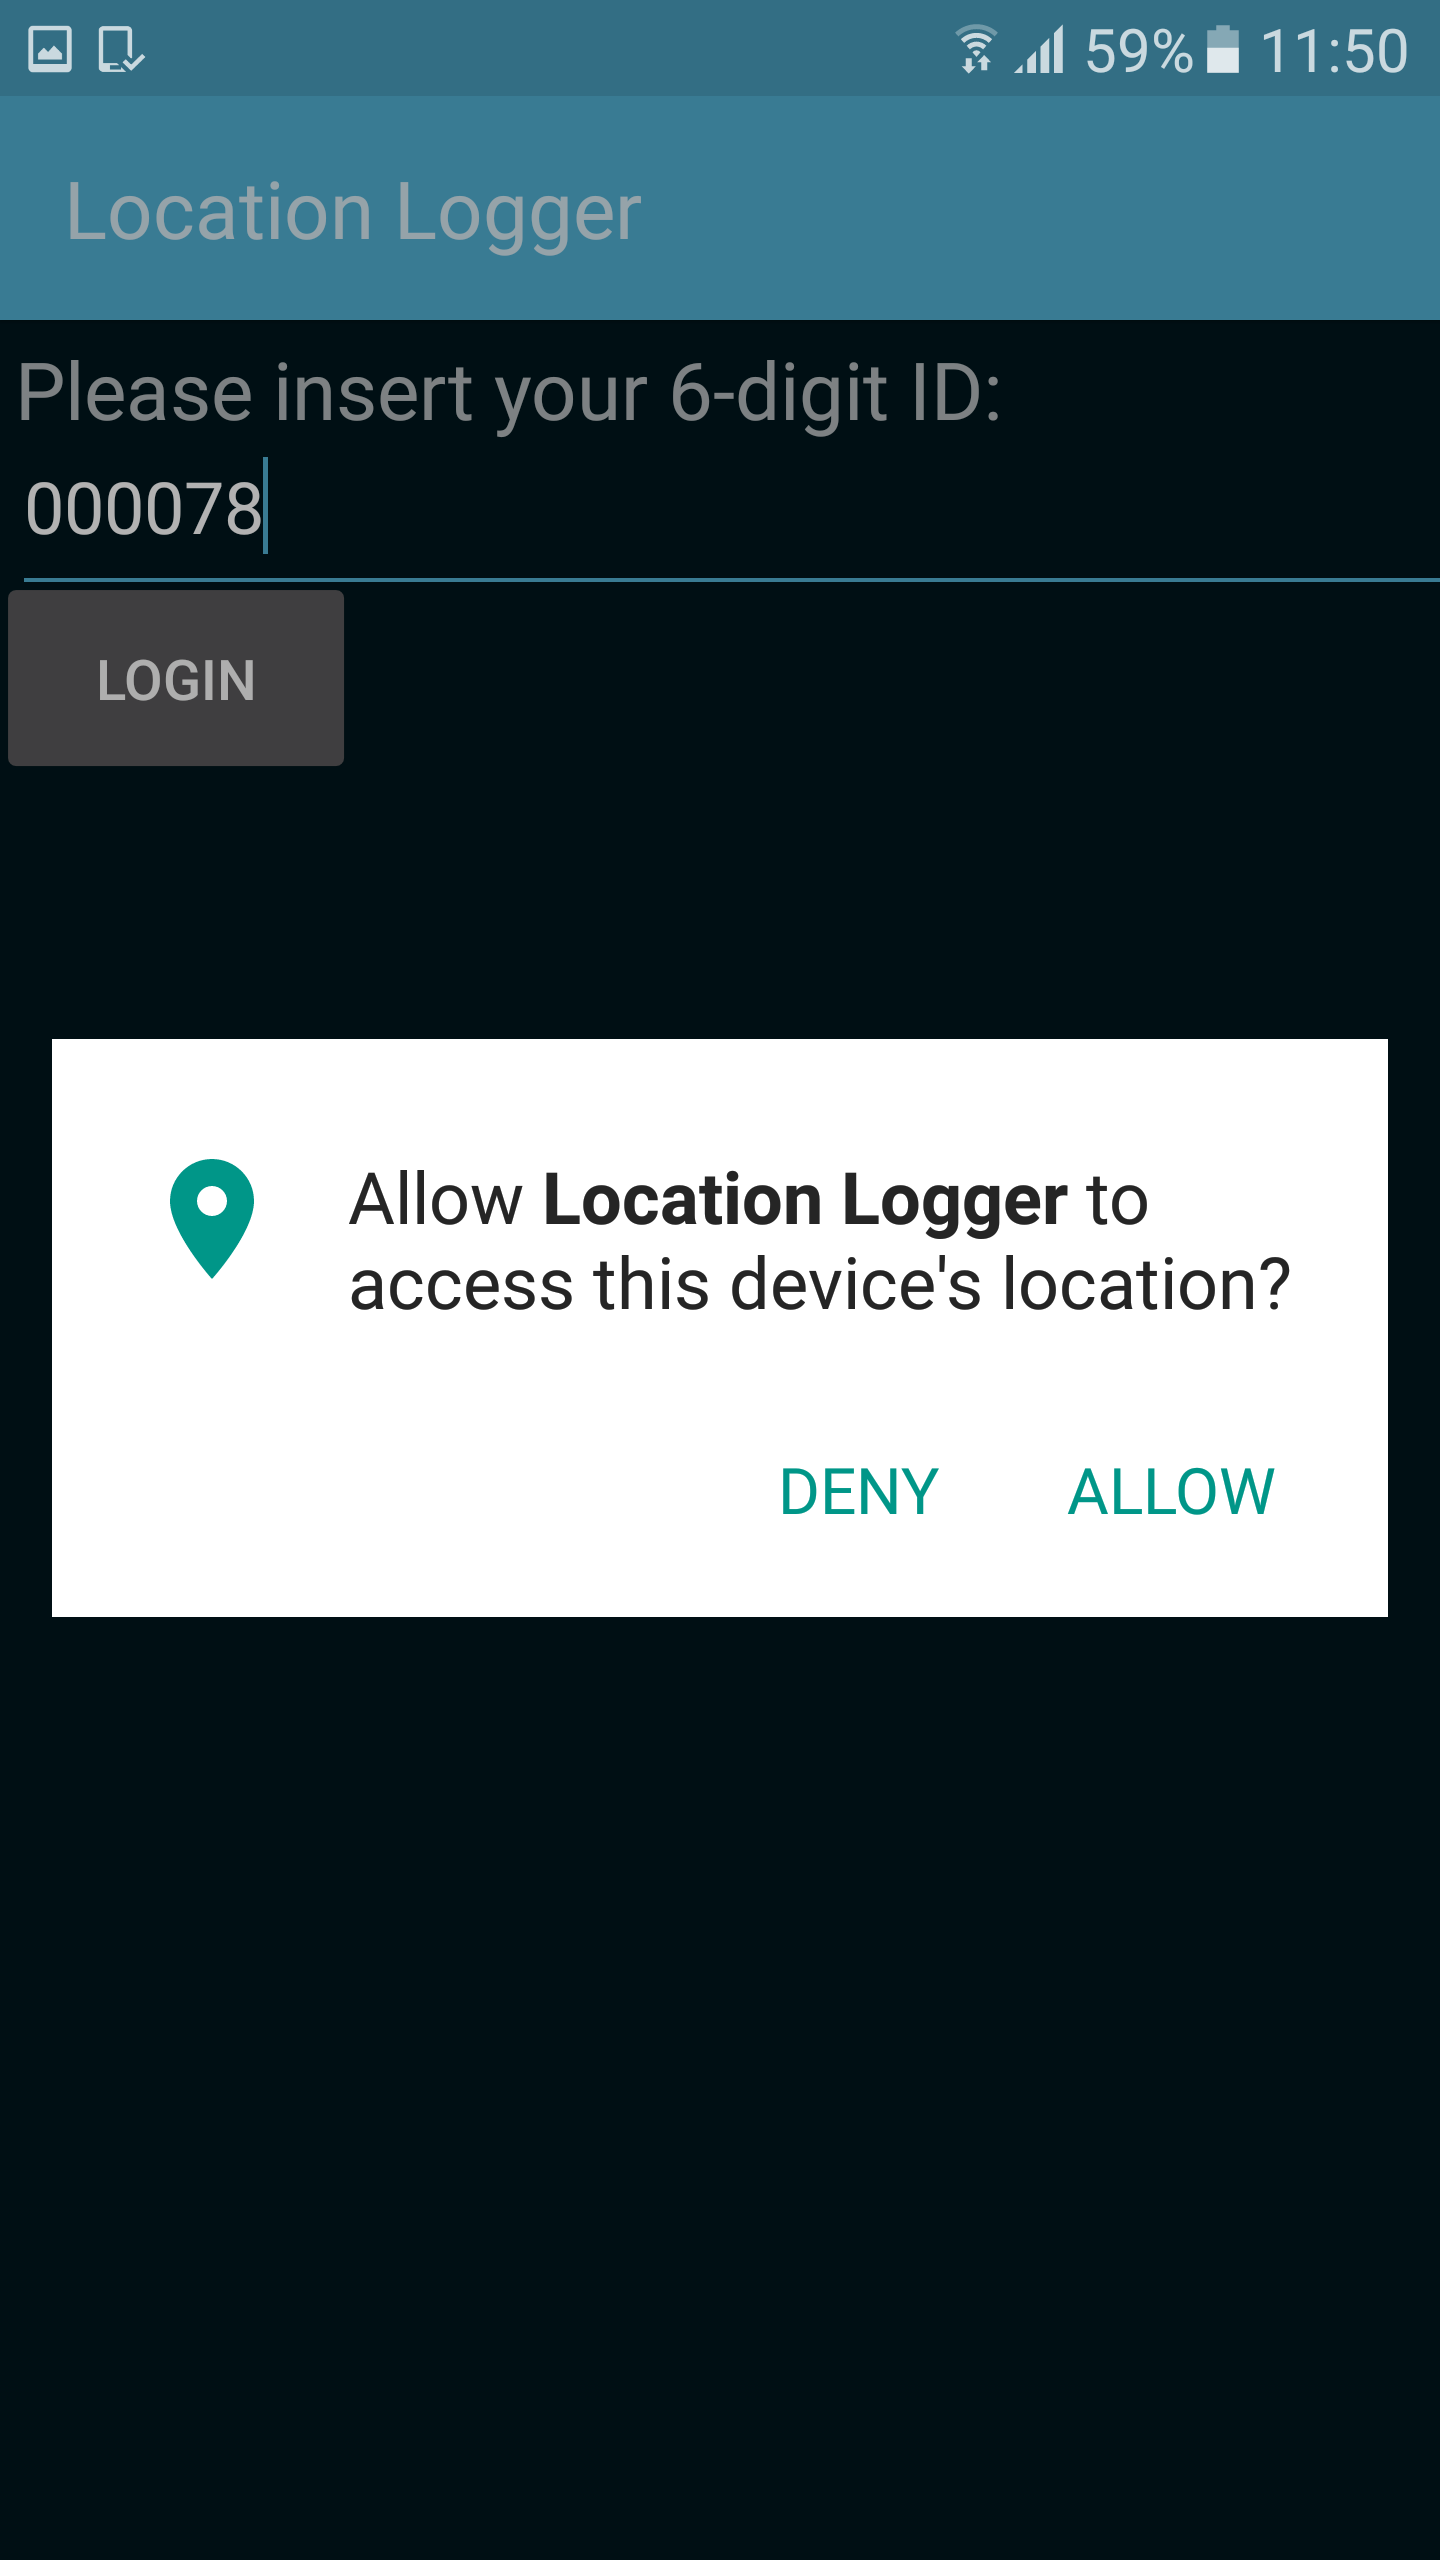 59% 11:50
Location Logger
Please insert your 6-digit ID:
000078
LOGIN
Allow Location Logger to
access this device's location?
DENY ALLOW